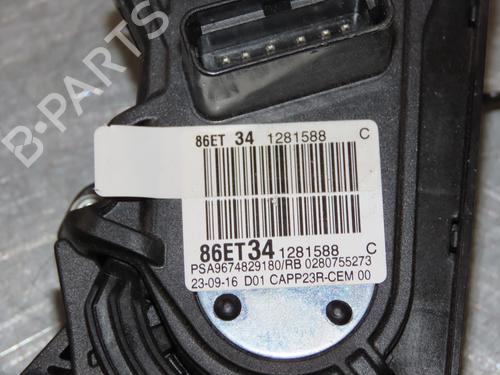 B-PARTS
86ET 34 1281588 C
86ET34 1281588 C
PSA9674829180/RB 0280755273
23-09-16 D01 CAPP23R-CEM 00